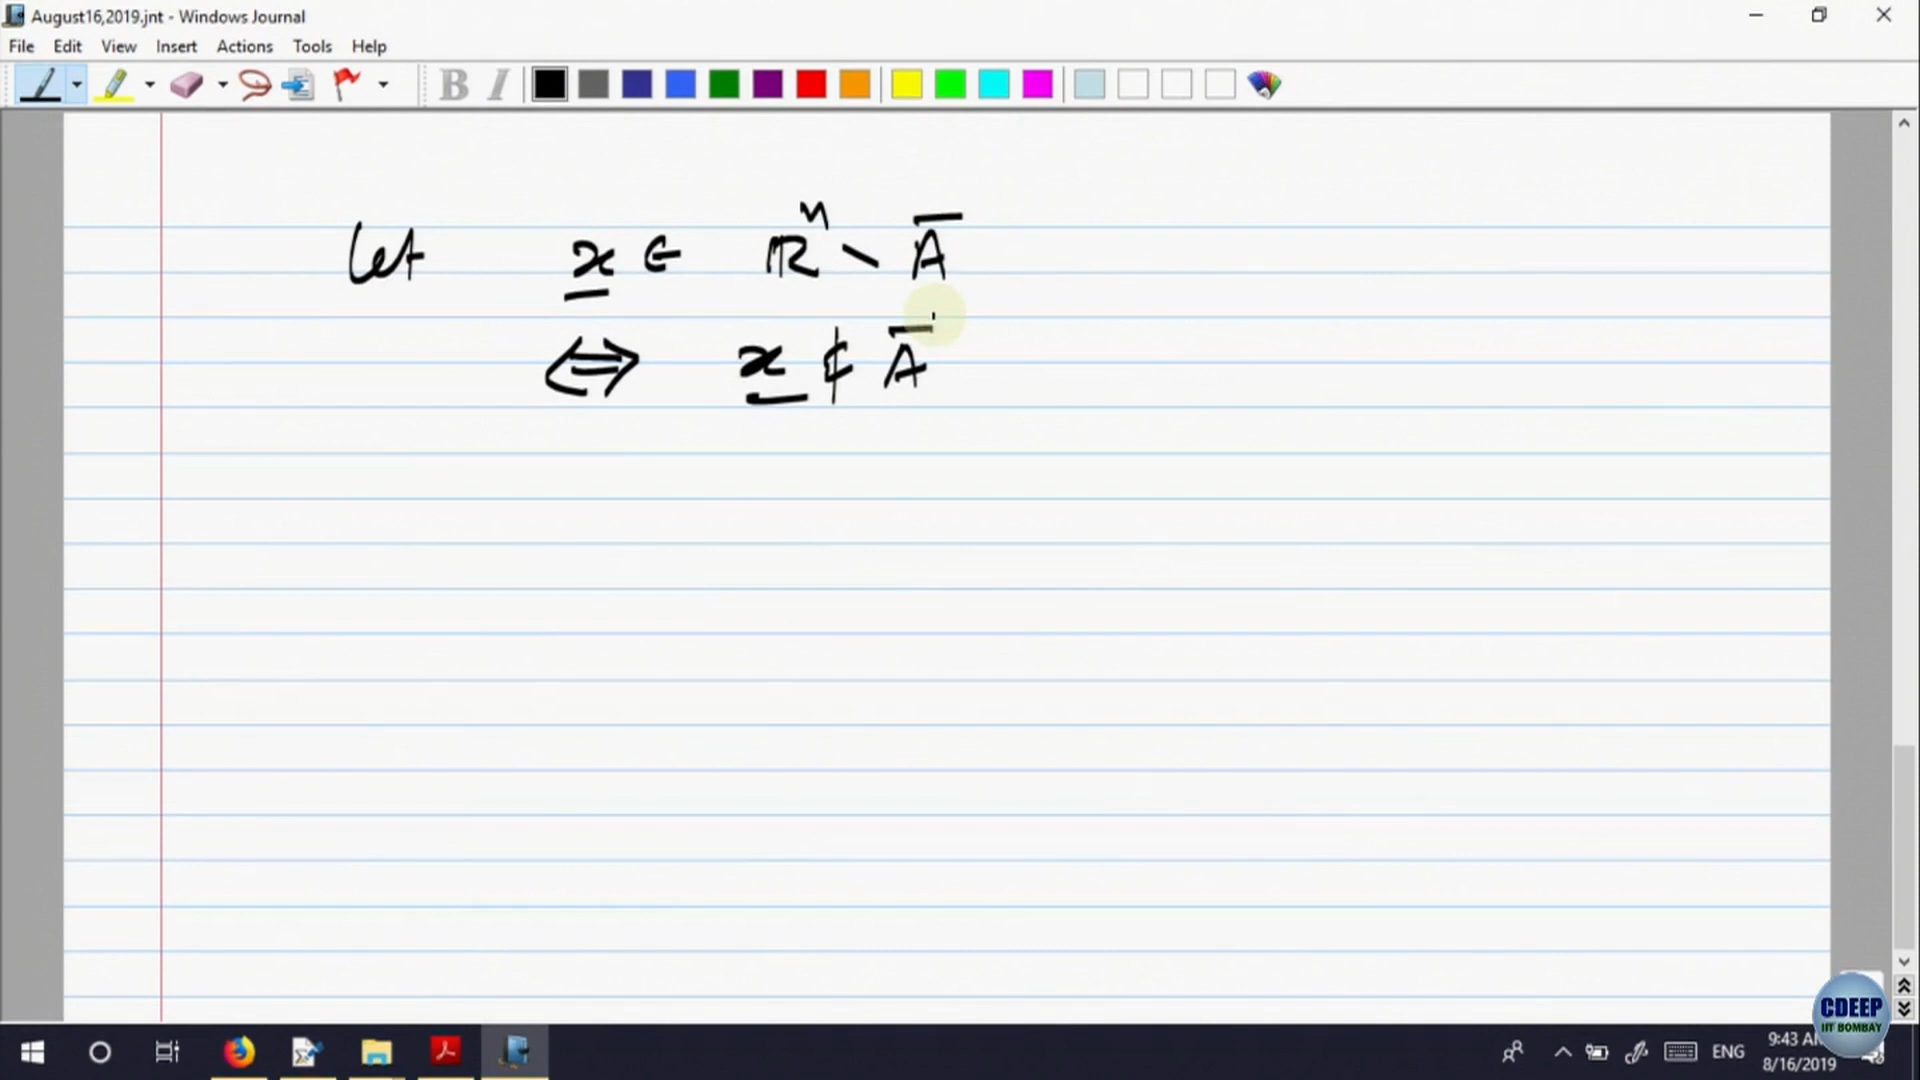 August16,2019.jnt - Windows Journal
File Edit View Insert Actions Tools Help
B I
Let x ∈ ℝⁿ \ A̅
⇔ x ∉ A̅
CDEEP
IIT BOMBAY
ENG
9:43 AM
8/16/2019